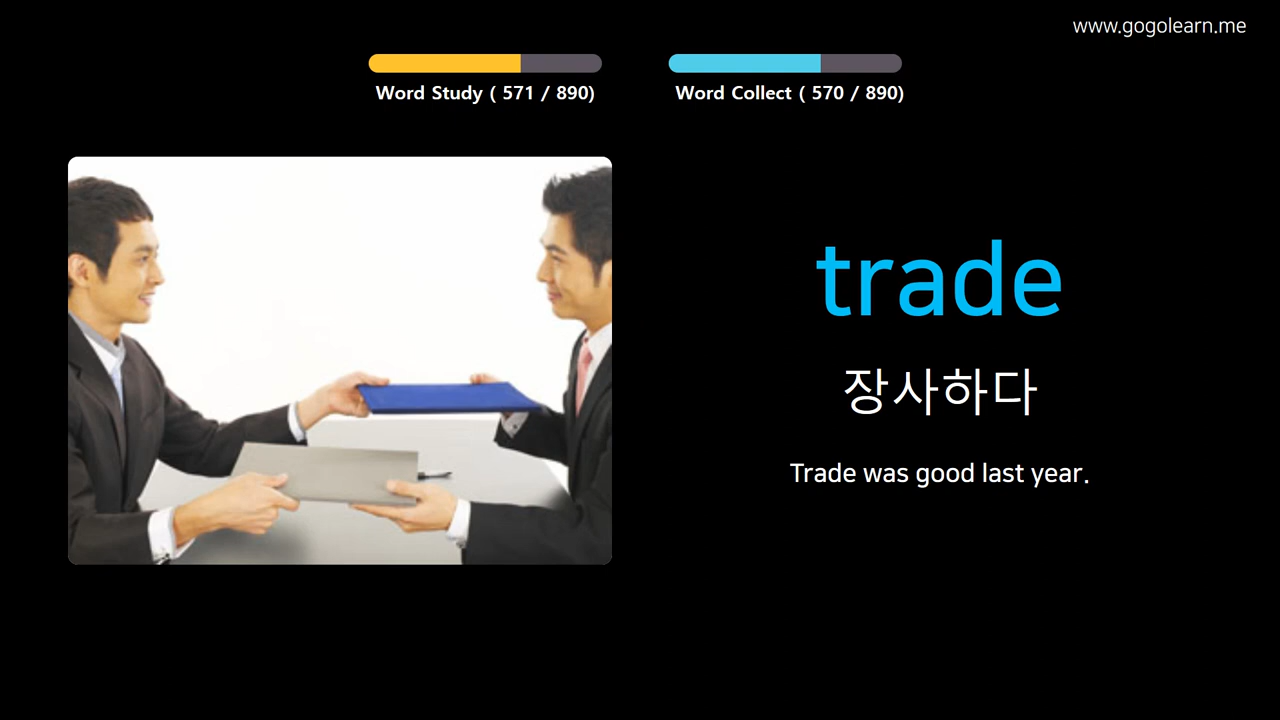 www.gogolearn.me
Word Study ( 571 / 890)
Word Collect ( 570 / 890)
trade
장사하다
Trade was good last year.